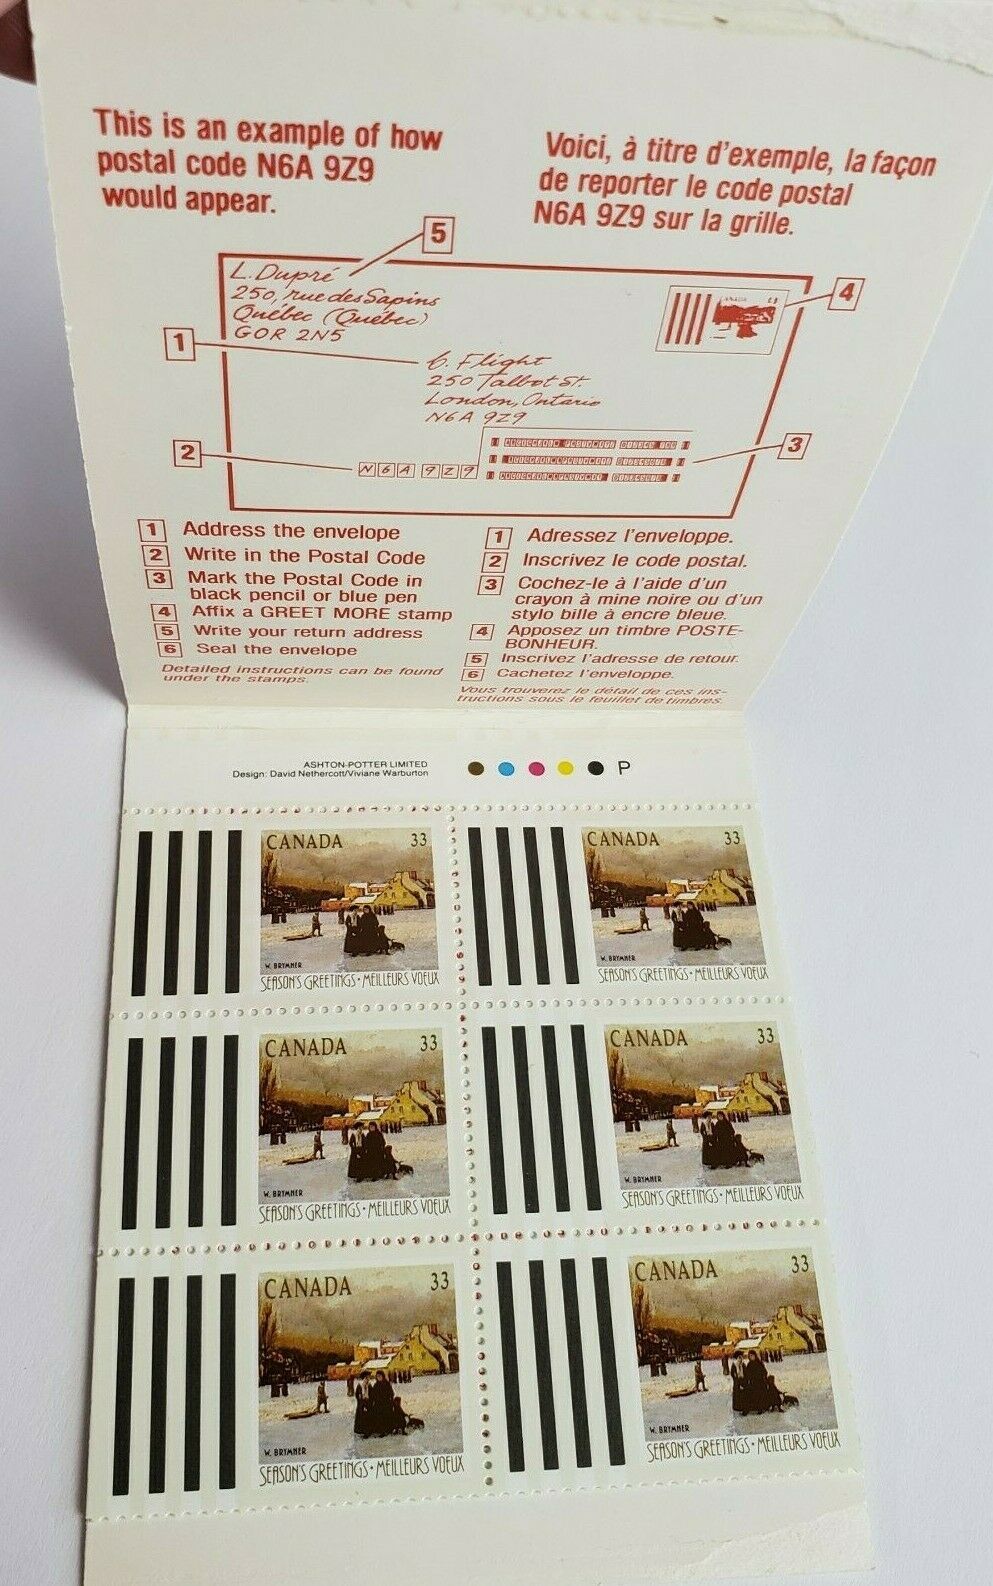 This is an example of how
postal code N6A 9Z9
would appear.
Voici, à titre d'exemple, la façon
de reporter le code postal
N6A 9Z9 sur la grille.
5
L. Dupré
250, rue des Sapins
Québec (Québec)
G0R 2N5
CANADA
4
1
G. Flight
250 Talbot St.
London, Ontario
N6A 9Z9
2
N6A 9Z9
3
1 Address the envelope
2 Write in the Postal Code
3 Mark the Postal Code in
black pencil or blue pen
4 Affix a GREET MORE stamp
5 Write your return address
6 Seal the envelope
Detailed instructions can be found
under the stamps.
1 Adressez l'enveloppe.
2 Inscrivez le code postal.
3 Cochez-le à l'aide d'un
crayon à mine noire ou d'un
stylo bille à encre bleue.
4 Apposez un timbre POSTE-
BONHEUR.
5 Inscrivez l'adresse de retour.
6 Cachetez l'enveloppe.
Vous trouverez le détail de ces ins-
tructions sous le feuillet de timbres.
ASHTON-POTTER LIMITED
Design: David Nethercott/Viviane Warburton
P
CANADA 33
W. BRYMNER
SEASON'S GREETINGS • MEILLEURS VOEUX
CANADA 33
W. BRYMNER
SEASON'S GREETINGS • MEILLEURS VOEUX
CANADA 33
W. BRYMNER
SEASON'S GREETINGS • MEILLEURS VOEUX
CANADA 33
W. BRYMNER
SEASON'S GREETINGS • MEILLEURS VOEUX
CANADA 33
W. BRYMNER
SEASON'S GREETINGS • MEILLEURS VOEUX
CANADA 33
W. BRYMNER
SEASON'S GREETINGS • MEILLEURS VOEUX